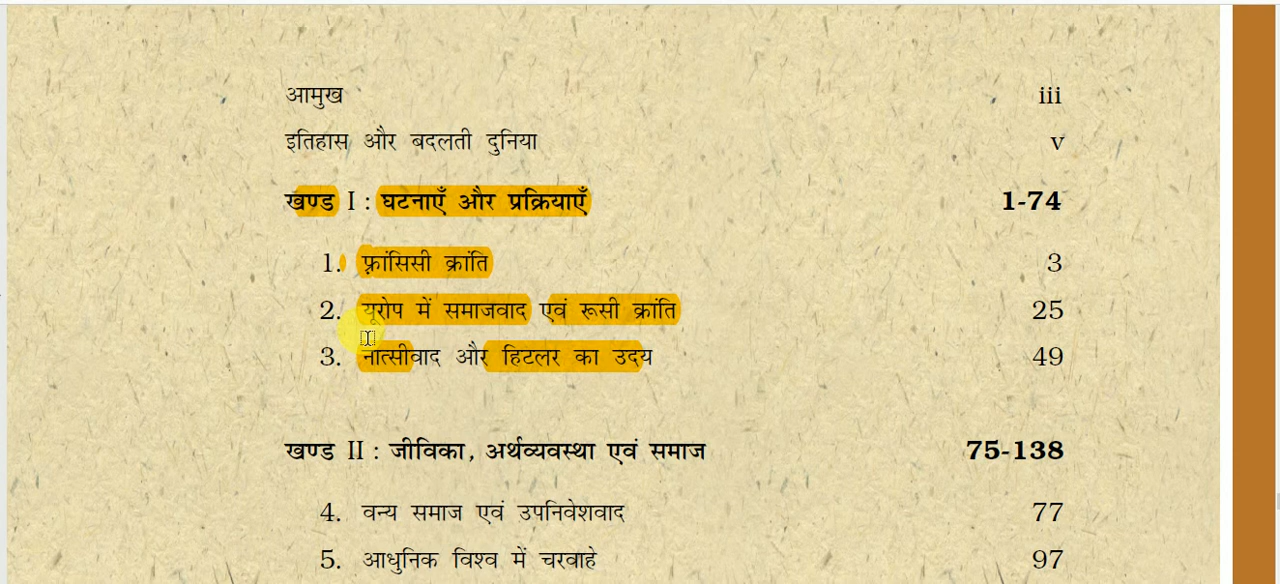 आमुख iii
इतिहास और बदलती दुनिया v
खण्ड I : घटनाएँ और प्रक्रियाएँ 1-74
1. फ़्रांसिसी क्रांति 3
2. यूरोप में समाजवाद एवं रूसी क्रांति 25
3. नात्सीवाद और हिटलर का उदय 49
खण्ड II : जीविका, अर्थव्यवस्था एवं समाज 75-138
4. वन्य समाज एवं उपनिवेशवाद 77
5. आधुनिक विश्व में चरवाहे 97